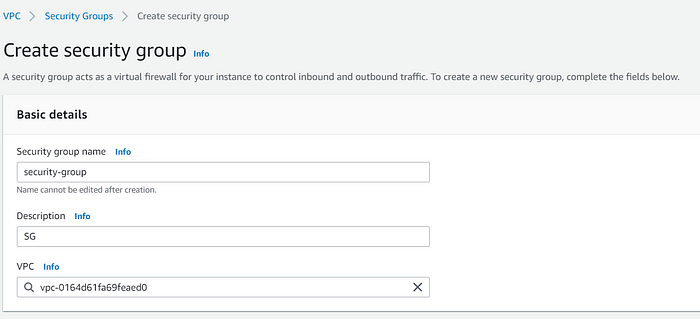 VPC > Security Groups > Create security group
Create security group Info
A security group acts as a virtual firewall for your instance to control inbound and outbound traffic. To create a new security group, complete the fields below.
Basic details
Security group name Info
security-group
Name cannot be edited after creation.
Description Info
SG
VPC Info
vpc-0164d61fa69feaed0